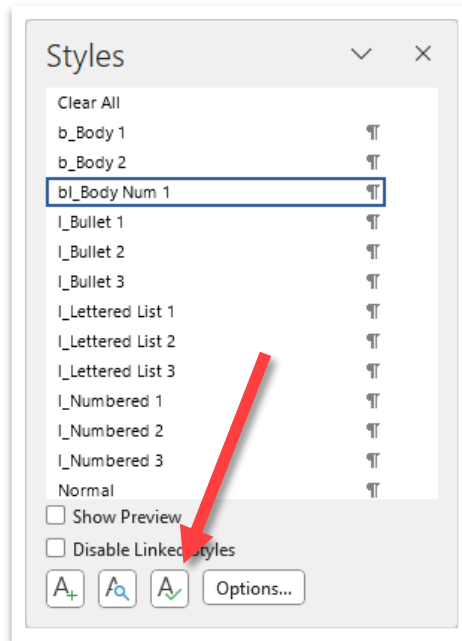 Styles
Clear All
b_Body 1 ¶
b_Body 2 ¶
bl_Body Num 1 ¶
l_Bullet 1 ¶
l_Bullet 2 ¶
l_Bullet 3 ¶
l_Lettered List 1 ¶
l_Lettered List 2 ¶
l_Lettered List 3 ¶
l_Numbered 1 ¶
l_Numbered 2 ¶
l_Numbered 3 ¶
Normal ¶
Show Preview
Disable Linked Styles
A+ A A Options...